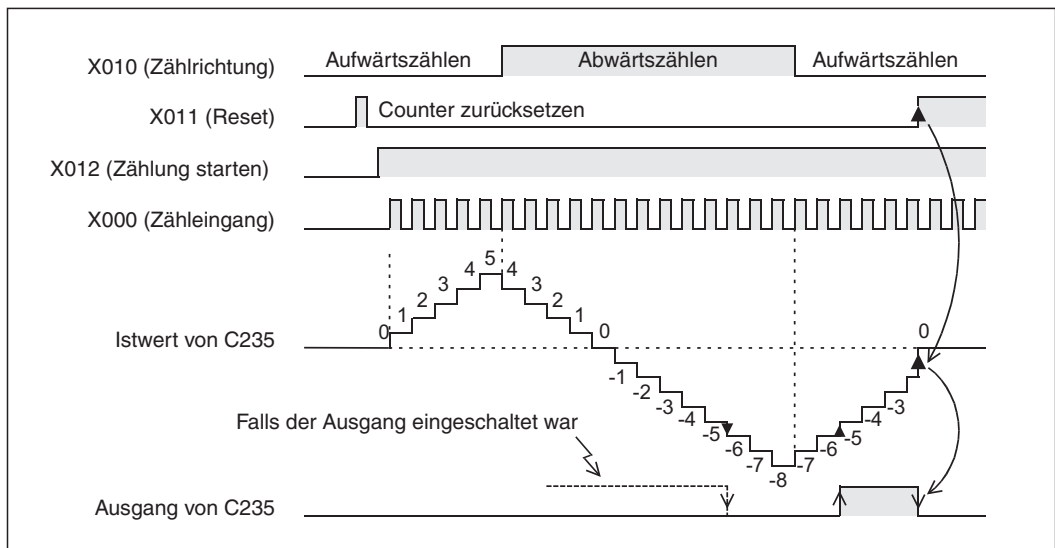 X010 (Zählrichtung)
Aufwärtszählen
Abwärtszählen
Aufwärtszählen
X011 (Reset)
Counter zurücksetzen
X012 (Zählung starten)
X000 (Zähleingang)
Istwert von C235
0
1
2
3
4
5
4
3
2
1
0
-1
-2
-3
-4
-5
-6
-7
-8
-7
-6
-5
-4
-3
0
Falls der Ausgang eingeschaltet war
Ausgang von C235